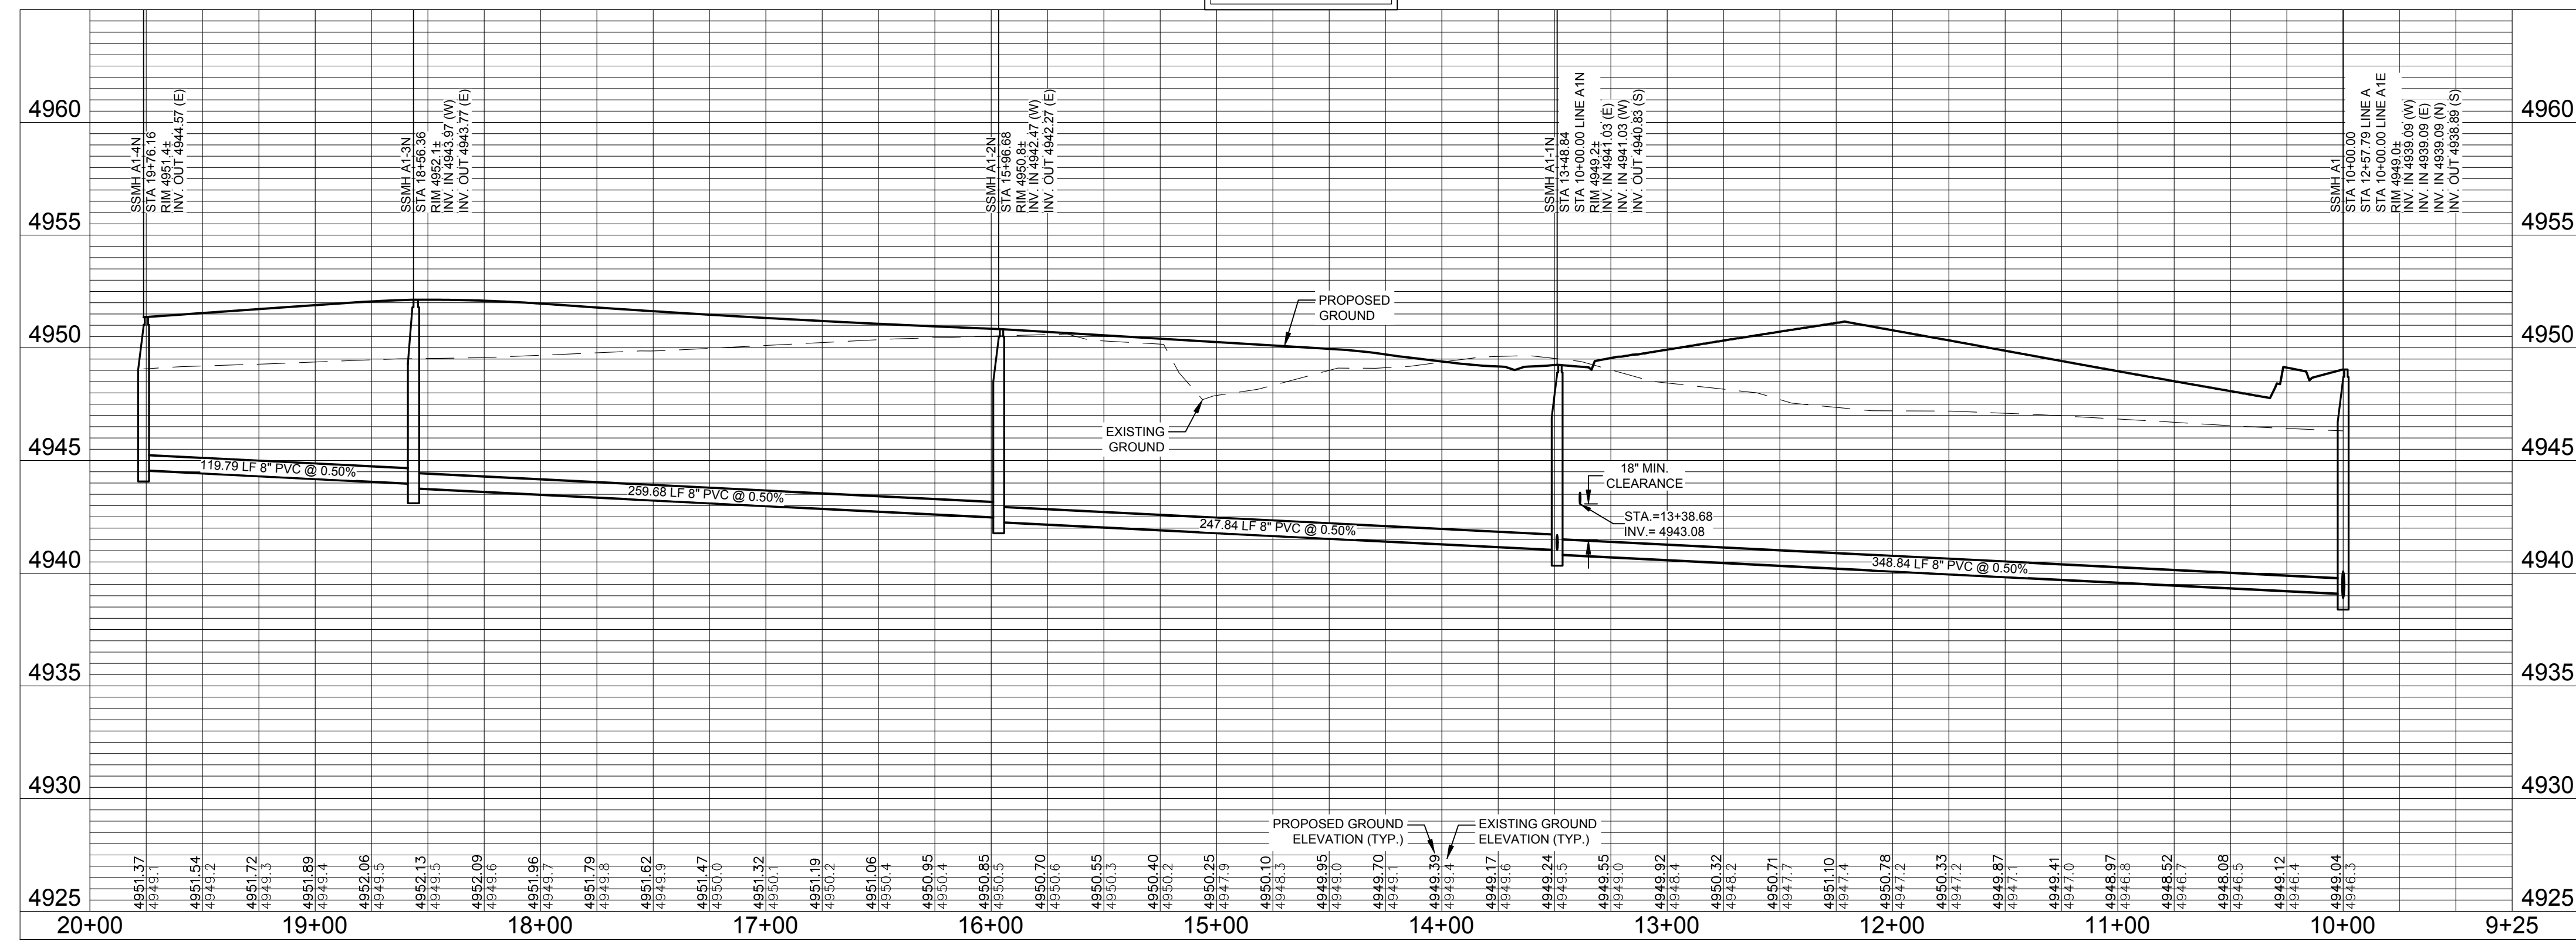 SSMH A1-4N
STA 19+76.16
RIM 4951.4±
INV. OUT 4944.57 (E)
SSMH A1-3N
STA 18+56.36
RIM 4952.1±
INV. IN 4943.97 (W)
INV. OUT 4943.77 (E)
SSMH A1-2N
STA 15+96.68
RIM 4950.8±
INV. IN 4942.47 (W)
INV. OUT 4942.27 (E)
SSMH A1-1N
STA 13+48.84
STA 10+00.00 LINE A1N
RIM 4949.2±
INV. IN 4941.03 (E)
INV. IN 4941.03 (W)
INV. OUT 4940.83 (S)
SSMH A1
STA 10+00.00
STA 12+57.79 LINE A
STA 10+00.00 LINE A1E
RIM 4949.0±
INV. IN 4939.09 (W)
INV. IN 4939.09 (E)
INV. IN 4939.09 (N)
INV. OUT 4938.89 (S)
4960
4960
4955
4955
4950
4950
4945
4945
4940
4940
4935
4935
4930
4930
4925
4925
PROPOSED
GROUND
EXISTING
GROUND
119.79 LF 8" PVC @ 0.50%
259.68 LF 8" PVC @ 0.50%
247.84 LF 8" PVC @ 0.50%
348.84 LF 8" PVC @ 0.50%
18" MIN.
CLEARANCE
STA.=13+38.68
INV.= 4943.08
PROPOSED GROUND
ELEVATION (TYP.)
EXISTING GROUND
ELEVATION (TYP.)
4951.37
4949.1
4951.54
4949.2
4951.72
4949.3
4951.89
4949.4
4952.06
4949.5
4952.13
4949.5
4952.09
4949.6
4951.96
4949.7
4951.79
4949.8
4951.62
4949.9
4951.47
4950.0
4951.32
4950.1
4951.19
4950.2
4951.06
4950.4
4950.95
4950.4
4950.85
4950.5
4950.70
4950.6
4950.55
4950.3
4950.40
4950.2
4950.25
4947.9
4950.10
4948.3
4949.95
4949.0
4949.70
4949.1
4949.39
4949.4
4949.17
4949.6
4949.24
4949.5
4949.55
4949.0
4949.92
4948.4
4950.32
4948.2
4950.71
4947.7
4951.10
4947.4
4950.78
4947.2
4950.33
4947.2
4949.87
4947.1
4949.41
4947.0
4948.97
4946.8
4948.52
4946.7
4948.08
4946.5
4949.12
4946.4
4949.04
4946.3
20+00
19+00
18+00
17+00
16+00
15+00
14+00
13+00
12+00
11+00
10+00
9+25